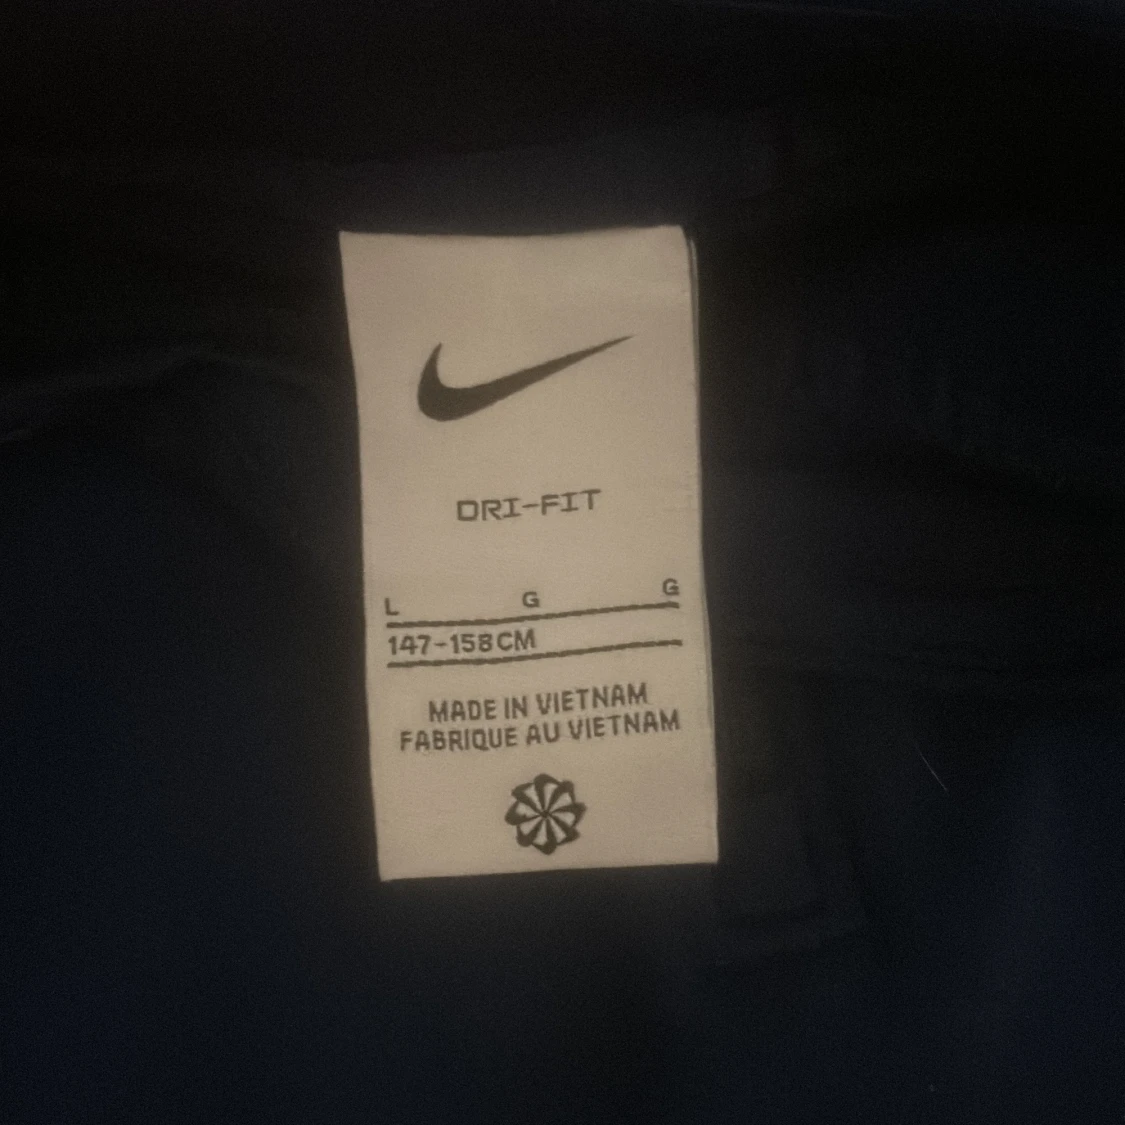 DRI-FIT
L G G
147-158CM
MADE IN VIETNAM
FABRIQUE AU VIETNAM